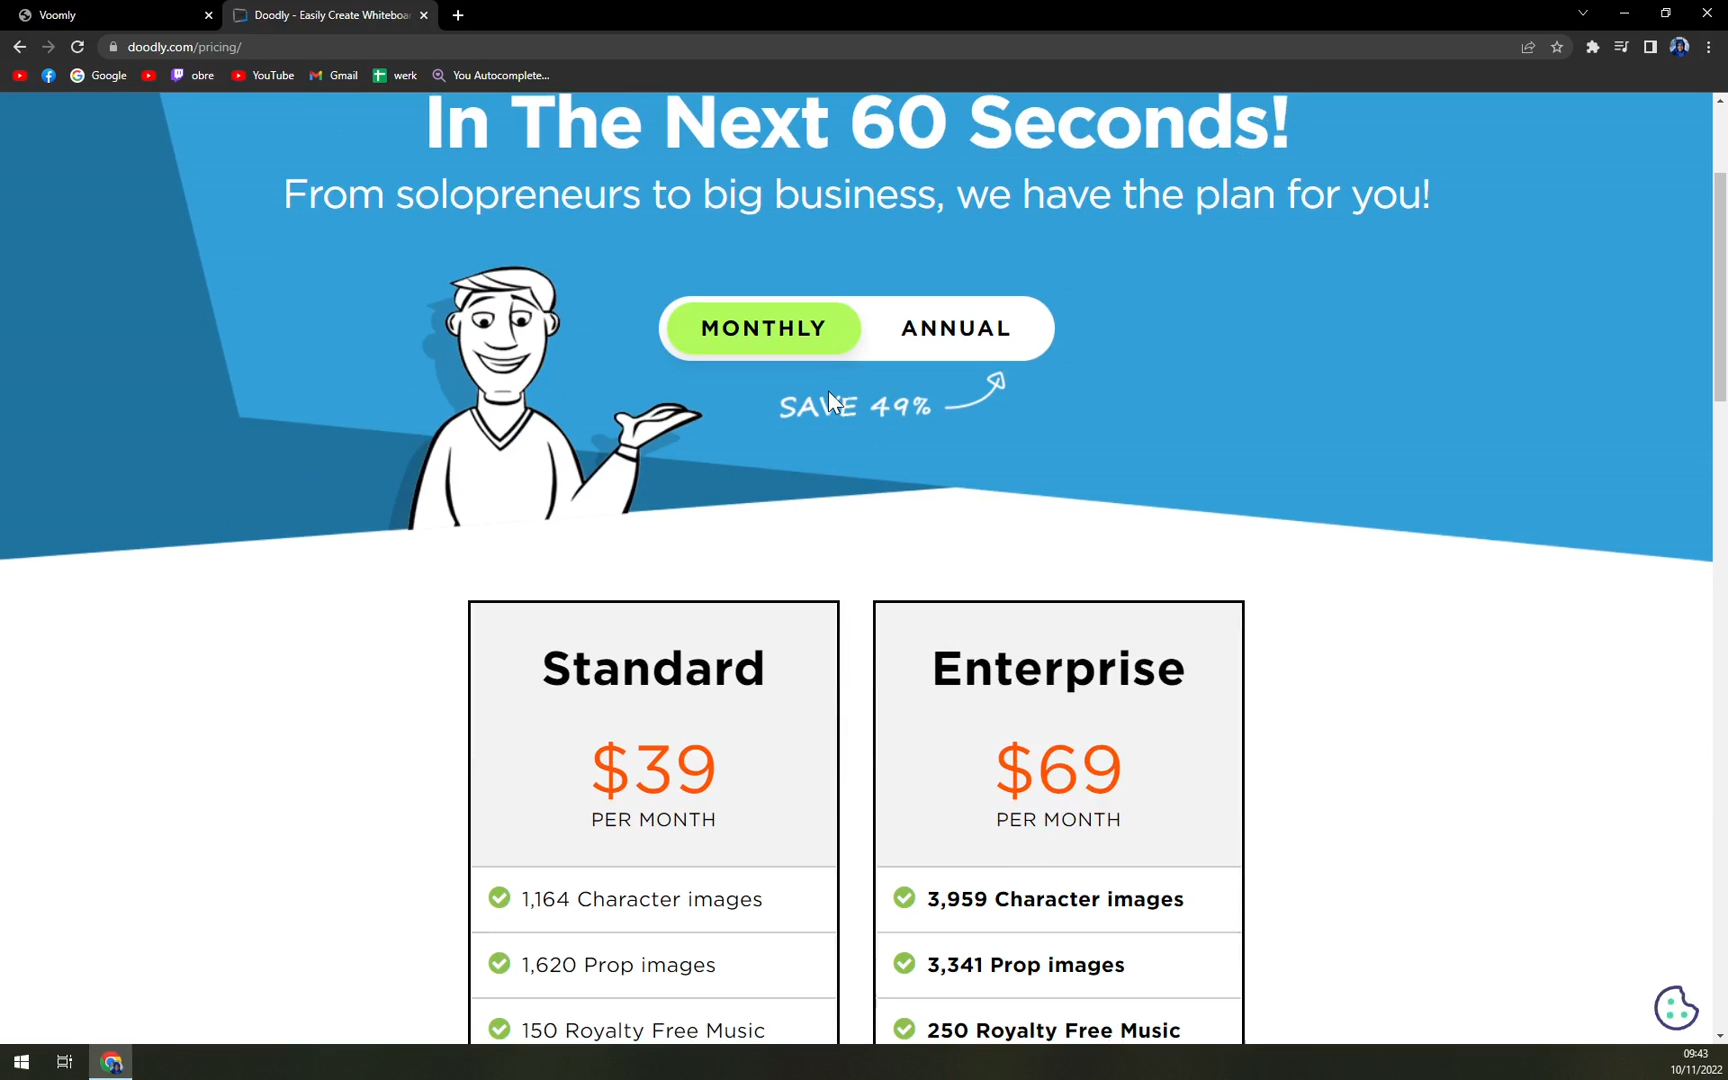 Voomly
Doodly - Easily Create Whiteboar
doodly.com/pricing/
Google
obre
YouTube
Gmail
werk
You Autocomplete...
In The Next 60 Seconds!
From solopreneurs to big business, we have the plan for you!
MONTHLY
ANNUAL
SAVE 49%
Standard
Enterprise
$39
$69
PER MONTH
PER MONTH
1,164 Character images
3,959 Character images
1,620 Prop images
3,341 Prop images
150 Royalty Free Music
250 Royalty Free Music
09:43
10/11/2022